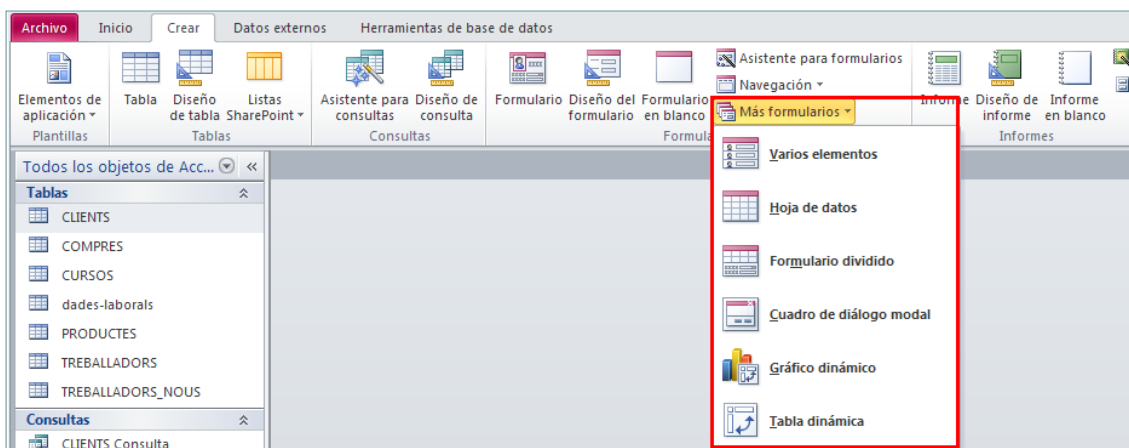 Archivo Inicio Crear Datos externos Herramientas de base de datos
Elementos de aplicación
Tabla
Diseño de tabla
Listas SharePoint
Asistente para consultas
Diseño de consulta
Formulario
Diseño del formulario
Formulario en blanco
Asistente para formularios
Navegación
Más formularios
Informe
Diseño de informe
Informe en blanco
Plantillas Tablas Consultas Formula Informes
Todos los objetos de Acc...
Tablas
CLIENTS
COMPRES
CURSOS
dades-laborals
PRODUCTES
TREBALLADORS
TREBALLADORS_NOUS
Consultas
CLIENTS Consulta
Varios elementos
Hoja de datos
Formulario dividido
Cuadro de diálogo modal
Gráfico dinámico
Tabla dinámica